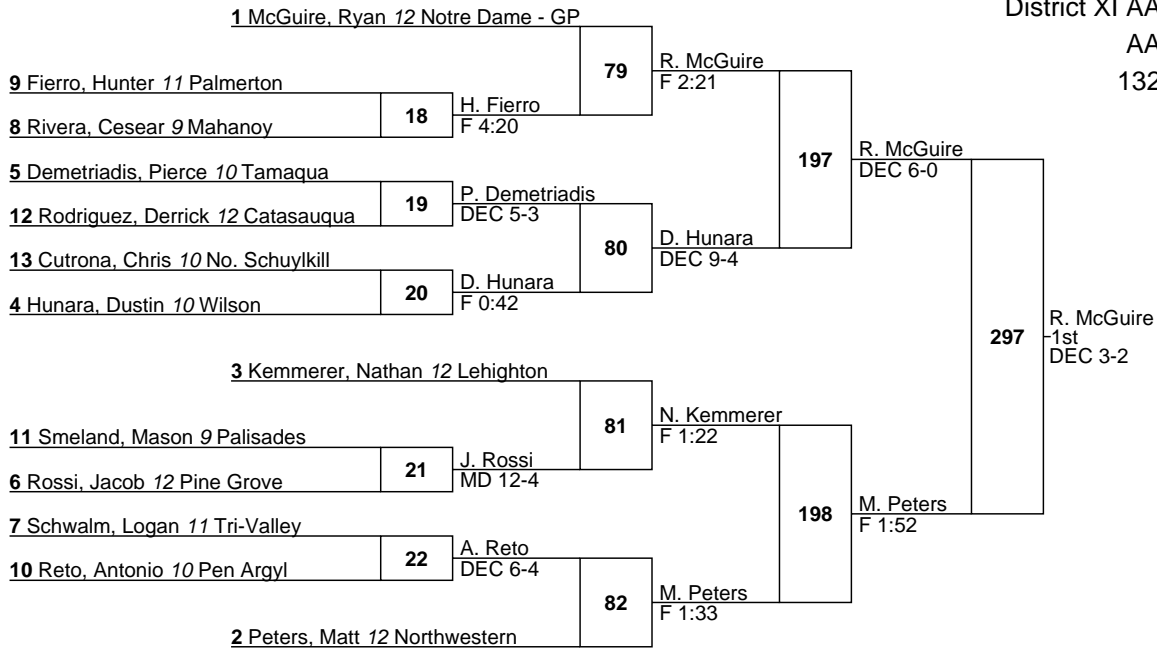 District XI AA
AA
132
1 McGuire, Ryan 12 Notre Dame - GP
79
R. McGuire
F 2:21
9 Fierro, Hunter 11 Palmerton
18
H. Fierro
F 4:20
8 Rivera, Cesear 9 Mahanoy
197
R. McGuire
DEC 6-0
5 Demetriadis, Pierce 10 Tamaqua
19
P. Demetriadis
DEC 5-3
12 Rodriguez, Derrick 12 Catasauqua
80
D. Hunara
DEC 9-4
13 Cutrona, Chris 10 No. Schuylkill
20
D. Hunara
F 0:42
4 Hunara, Dustin 10 Wilson
297
R. McGuire
1st
DEC 3-2
3 Kemmerer, Nathan 12 Lehighton
81
N. Kemmerer
F 1:22
11 Smeland, Mason 9 Palisades
21
J. Rossi
MD 12-4
6 Rossi, Jacob 12 Pine Grove
198
M. Peters
F 1:52
7 Schwalm, Logan 11 Tri-Valley
22
A. Reto
DEC 6-4
10 Reto, Antonio 10 Pen Argyl
82
M. Peters
F 1:33
2 Peters, Matt 12 Northwestern